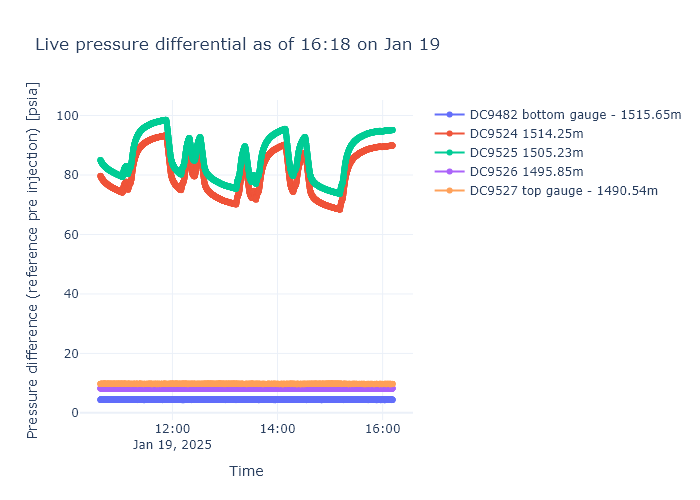 Live pressure differential as of 16:18 on Jan 19
Pressure difference (reference pre injection) [psia]
100
80
60
40
20
0
12:00
Jan 19, 2025
14:00
16:00
Time
DC9482 bottom gauge - 1515.65m
DC9524 1514.25m
DC9525 1505.23m
DC9526 1495.85m
DC9527 top gauge - 1490.54m